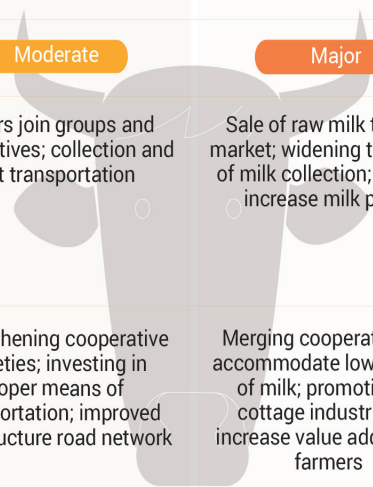 Moderate
Major
rs join groups and
tives; collection and
t transportation
Sale of raw milk t
market; widening t
of milk collection;
increase milk p
hening cooperative
eties; investing in
oper means of
ortation; improved
ucture road network
Merging cooperat
accommodate low
of milk; promoti
cottage industr
increase value add
farmers